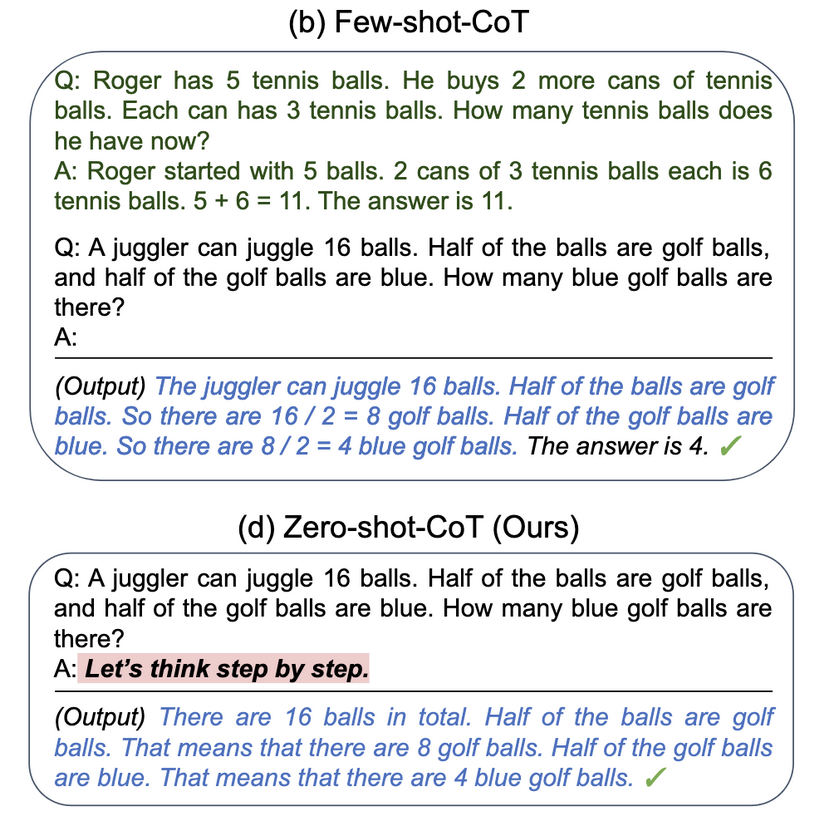 (b) Few-shot-CoT
Q: Roger has 5 tennis balls. He buys 2 more cans of tennis
balls. Each can has 3 tennis balls. How many tennis balls does
he have now?
A: Roger started with 5 balls. 2 cans of 3 tennis balls each is 6
tennis balls. 5 + 6 = 11. The answer is 11.
Q: A juggler can juggle 16 balls. Half of the balls are golf balls,
and half of the golf balls are blue. How many blue golf balls are
there?
A:
(Output) The juggler can juggle 16 balls. Half of the balls are golf
balls. So there are 16 / 2 = 8 golf balls. Half of the golf balls are
blue. So there are 8 / 2 = 4 blue golf balls. The answer is 4. ✓
(d) Zero-shot-CoT (Ours)
Q: A juggler can juggle 16 balls. Half of the balls are golf balls,
and half of the golf balls are blue. How many blue golf balls are
there?
A: Let’s think step by step.
(Output) There are 16 balls in total. Half of the balls are golf
balls. That means that there are 8 golf balls. Half of the golf balls
are blue. That means that there are 4 blue golf balls. ✓